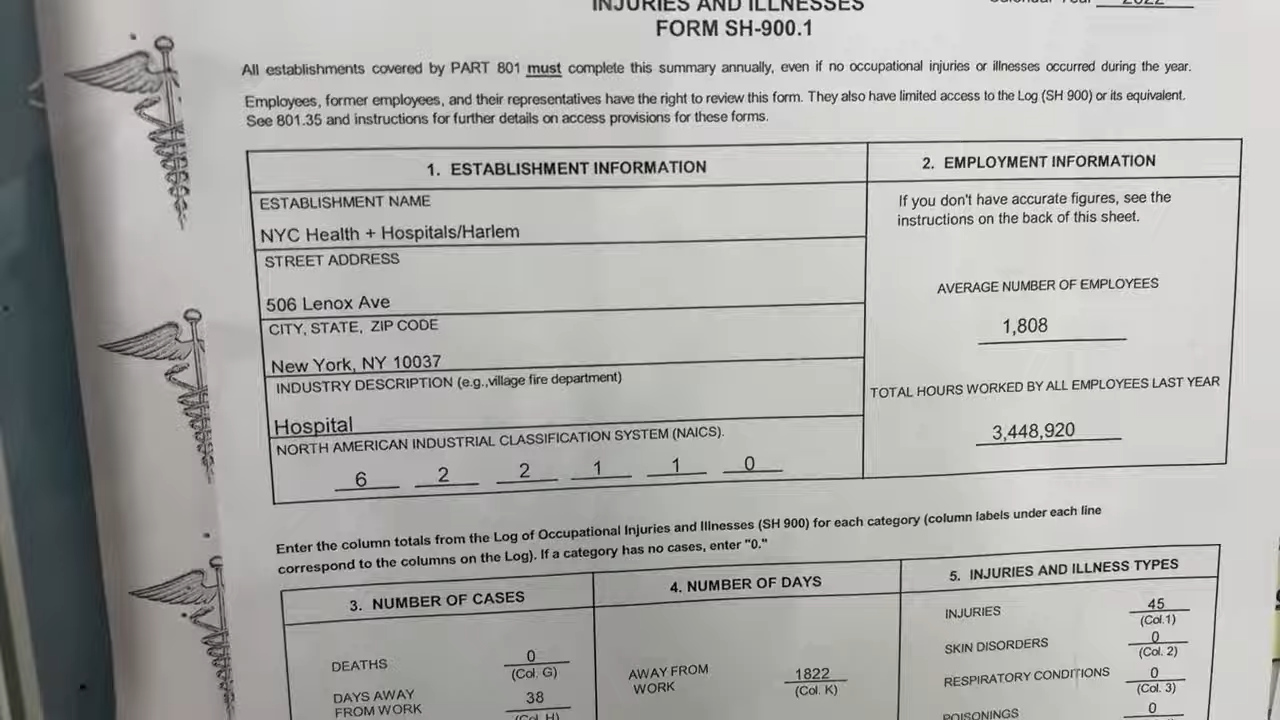 INJURIES AND ILLNESSES
Calendar Year 2022
FORM SH-900.1
All establishments covered by PART 801 must complete this summary annually, even if no occupational injuries or illnesses occurred during the year.
Employees, former employees, and their representatives have the right to review this form. They also have limited access to the Log (SH 900) or its equivalent.
See 801.35 and instructions for further details on access provisions for these forms.
1. ESTABLISHMENT INFORMATION
ESTABLISHMENT NAME
NYC Health + Hospitals/Harlem
STREET ADDRESS
506 Lenox Ave
CITY, STATE, ZIP CODE
New York, NY 10037
INDUSTRY DESCRIPTION (e.g.,village fire department)
Hospital
NORTH AMERICAN INDUSTRIAL CLASSIFICATION SYSTEM (NAICS).
6 2 2 1 1 0
2. EMPLOYMENT INFORMATION
If you don't have accurate figures, see the
instructions on the back of this sheet.
AVERAGE NUMBER OF EMPLOYEES
1,808
TOTAL HOURS WORKED BY ALL EMPLOYEES LAST YEAR
3,448,920
Enter the column totals from the Log of Occupational Injuries and Illnesses (SH 900) for each category (column labels under each line
correspond to the columns on the Log). If a category has no cases, enter "0."
3. NUMBER OF CASES
DEATHS 0
(Col. G)
DAYS AWAY 38
FROM WORK (Col H)
4. NUMBER OF DAYS
AWAY FROM 1822
WORK (Col. K)
5. INJURIES AND ILLNESS TYPES
INJURIES 45
(Col.1)
SKIN DISORDERS 0
(Col. 2)
RESPIRATORY CONDITIONS 0
(Col. 3)
POISONINGS 0